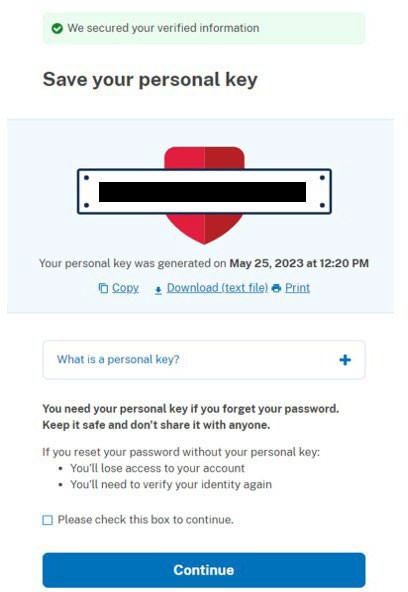 We secured your verified information
Save your personal key
Your personal key was generated on May 25, 2023 at 12:20 PM
Copy Download (text file) Print
What is a personal key?
You need your personal key if you forget your password.
Keep it safe and don't share it with anyone.
If you reset your password without your personal key:
• You'll lose access to your account
• You'll need to verify your identity again
Please check this box to continue.
Continue